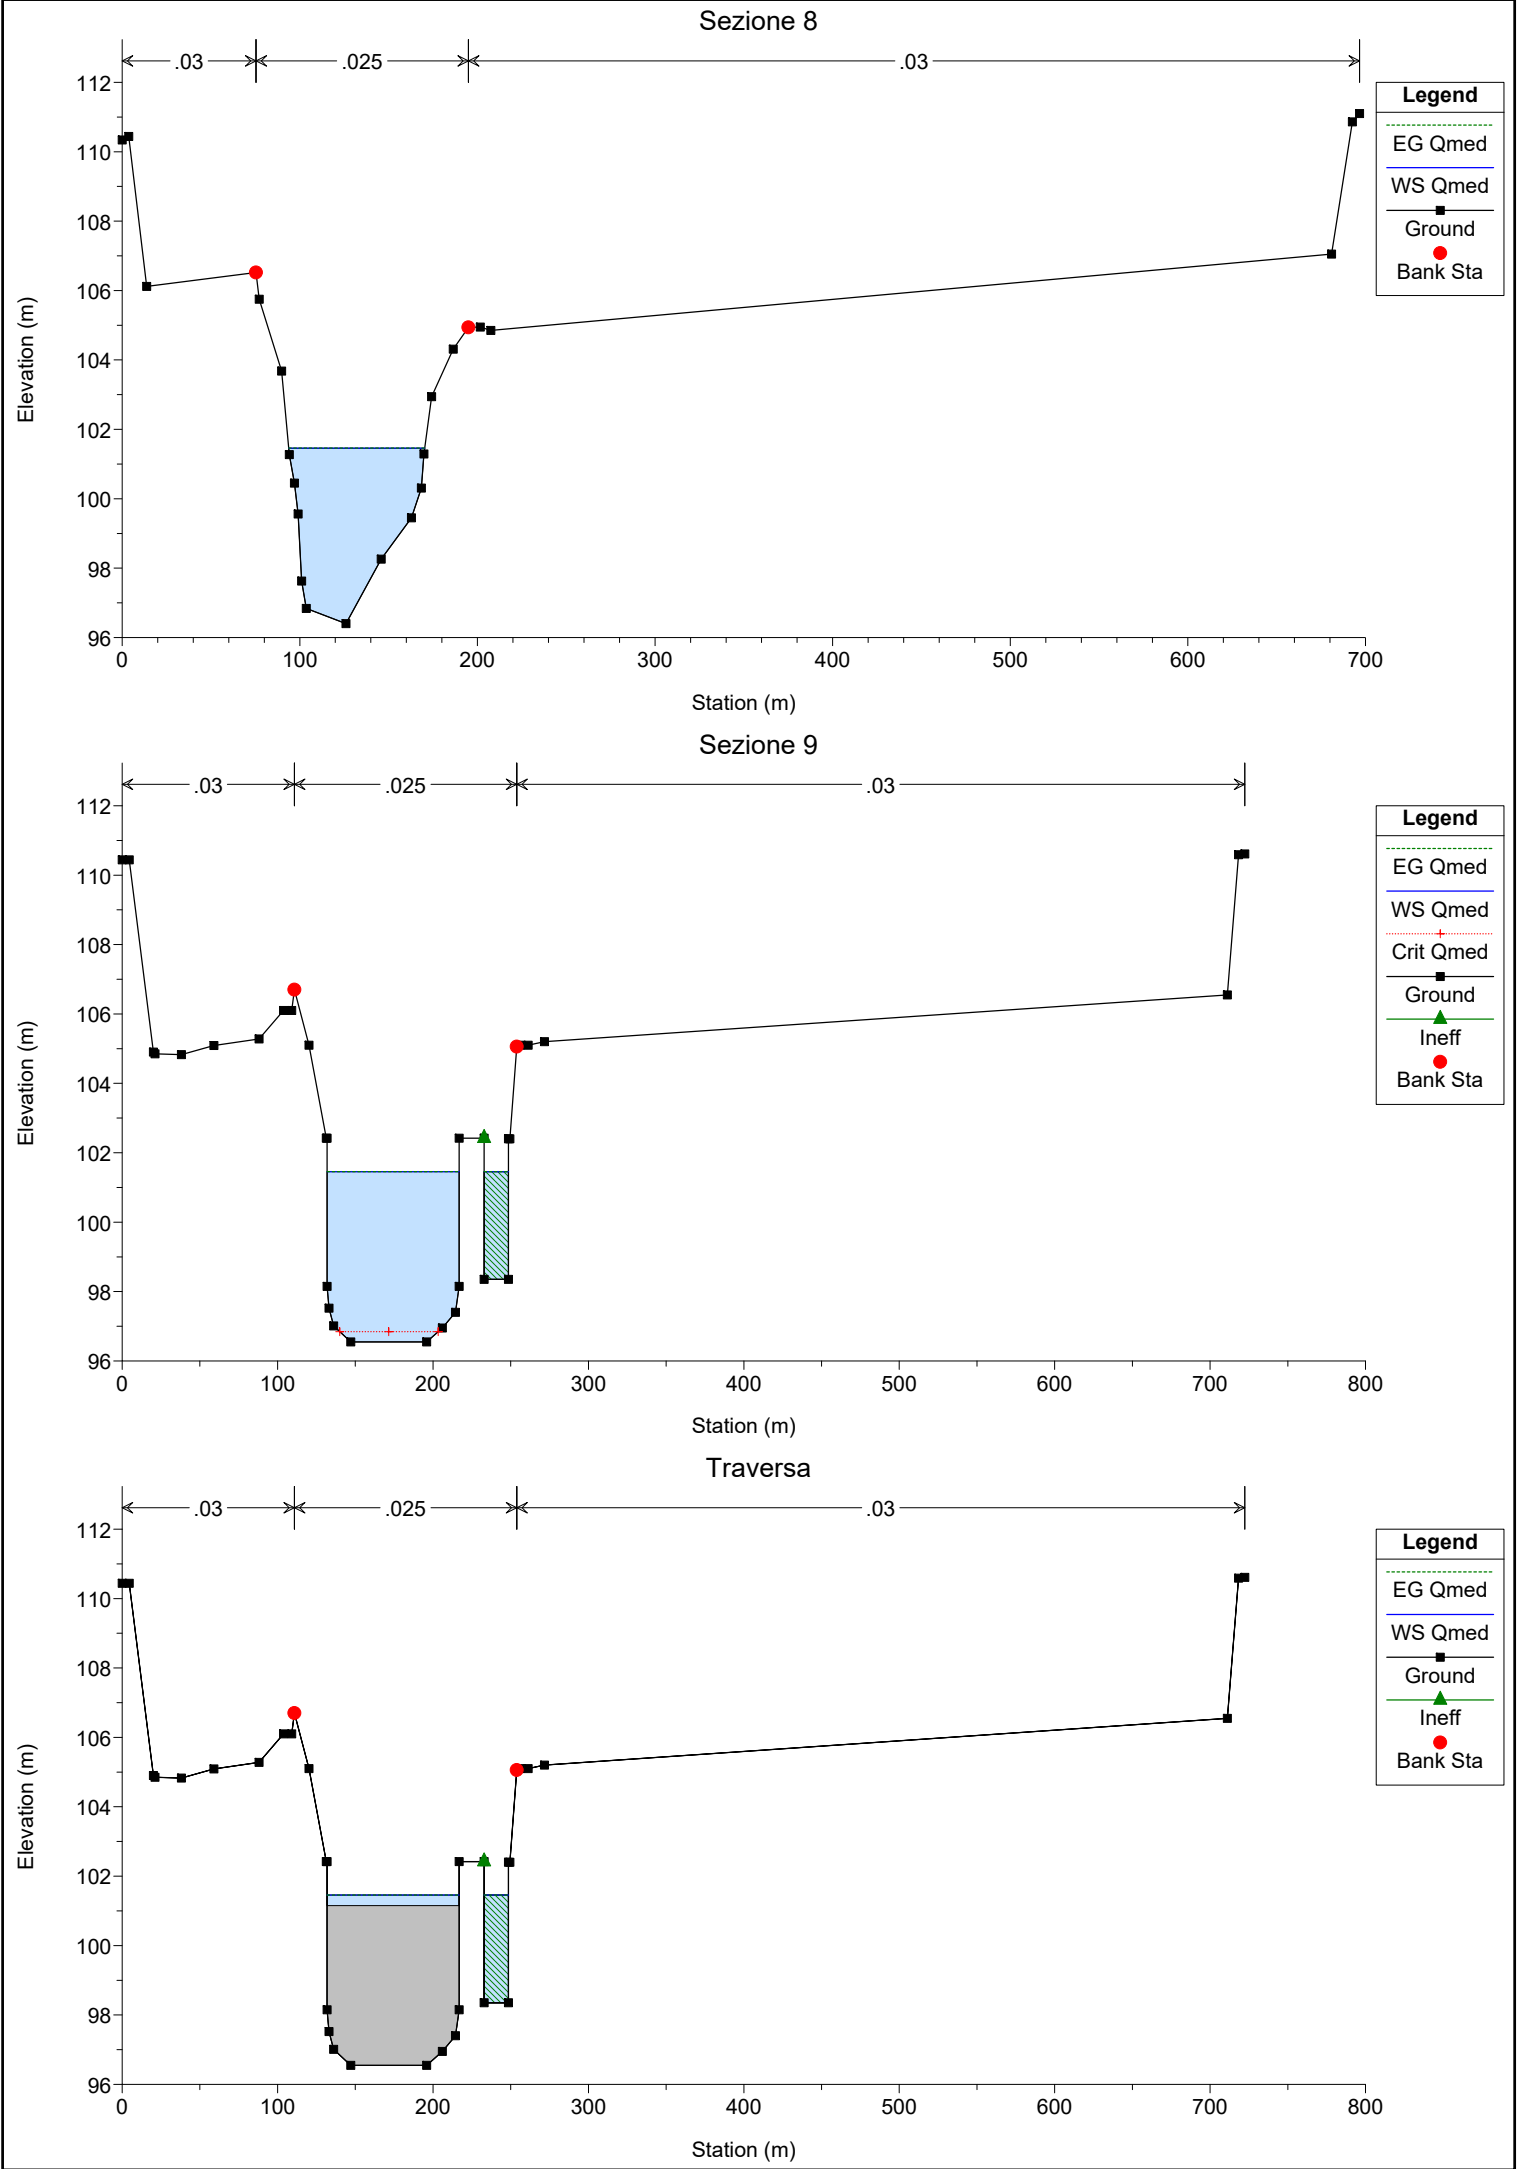 Sezione 8
.03 .025 .03
112
110
108
106
104
102
100
98
96
Elevation (m)
0 100 200 300 400 500 600 700
Station (m)
Legend
EG Qmed
WS Qmed
Ground
Bank Sta
Sezione 9
.03 .025 .03
112
110
108
106
104
102
100
98
96
Elevation (m)
0 100 200 300 400 500 600 700 800
Station (m)
Legend
EG Qmed
WS Qmed
Crit Qmed
Ground
Ineff
Bank Sta
Traversa
.03 .025 .03
112
110
108
106
104
102
100
98
96
Elevation (m)
0 100 200 300 400 500 600 700 800
Station (m)
Legend
EG Qmed
WS Qmed
Ground
Ineff
Bank Sta